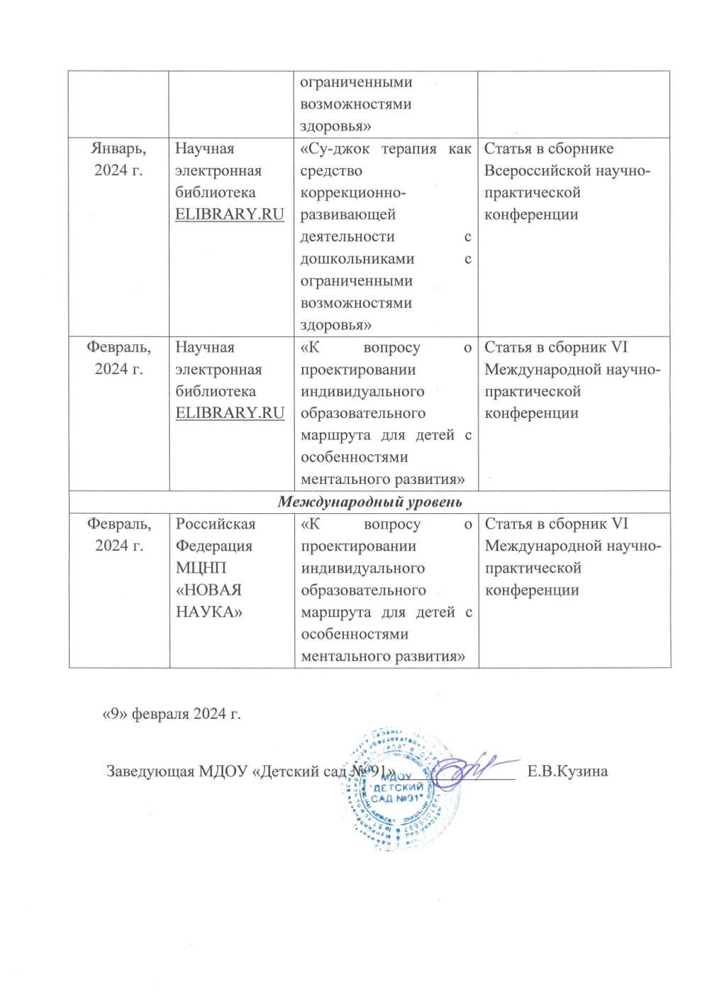 ограниченными
возможностями
здоровья»
Январь,
2024 г.
Научная
электронная
библиотека
ELIBRARY.RU
«Су-джок терапия как
средство
коррекционно-
развивающей
деятельности с
дошкольниками с
ограниченными
возможностями
здоровья»
Статья в сборнике
Всероссийской научно-
практической
конференции
Февраль,
2024 г.
Научная
электронная
библиотека
ELIBRARY.RU
«К вопросу о
проектировании
индивидуального
образовательного
маршрута для детей с
особенностями
ментального развития»
Статья в сборник VI
Международной научно-
практической
конференции
Международный уровень
Февраль,
2024 г.
Российская
Федерация
МЦНП
«НОВАЯ
НАУКА»
«К вопросу о
проектировании
индивидуального
образовательного
маршрута для детей с
особенностями
ментального развития»
Статья в сборник VI
Международной научно-
практической
конференции
«9» февраля 2024 г.
Заведующая МДОУ «Детский сад № 91» Е.В.Кузина
МДОУ
"ДЕТСКИЙ
САД №91"